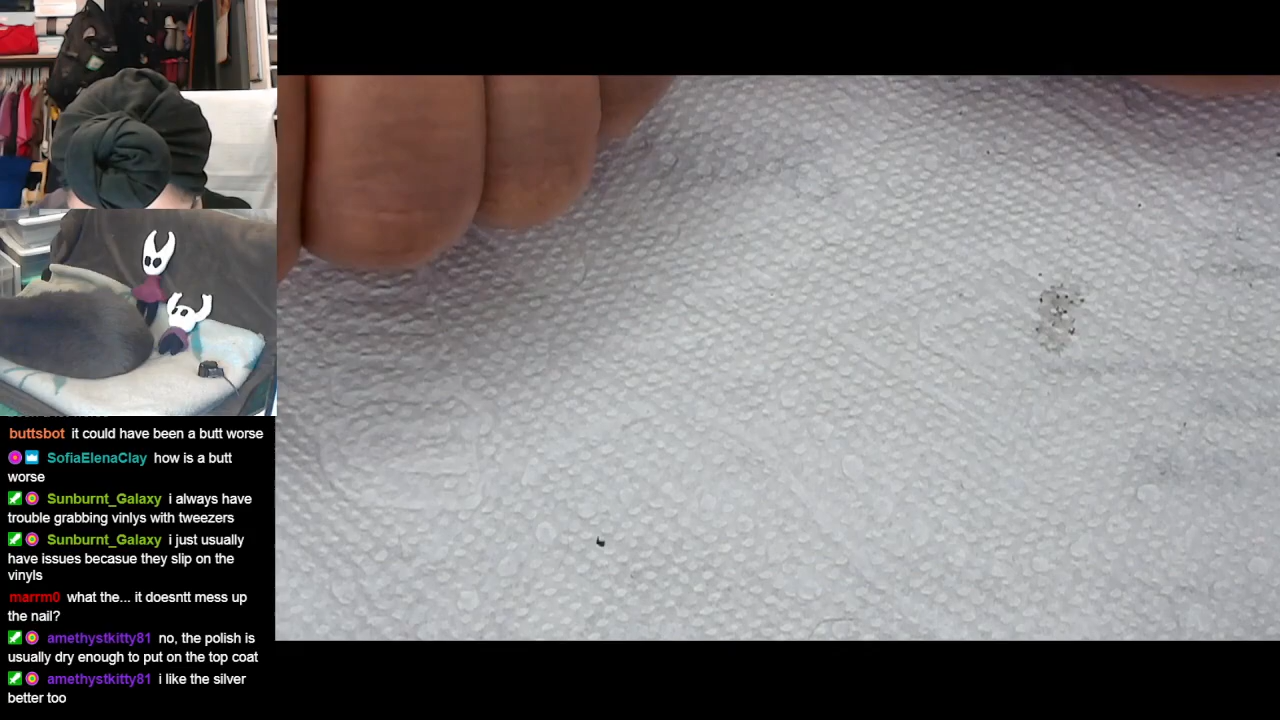 buttsbot it could have been a butt worse
SofiaElenaClay how is a butt
worse
Sunburnt_Galaxy i always have
trouble grabbing vinlys with tweezers
Sunburnt_Galaxy i just usually
have issues becasue they slip on the
vinyls
marrm0 what the... it doesntt mess up
the nail?
amethystkitty81 no, the polish is
usually dry enough to put on the top coat
amethystkitty81 i like the silver
better too